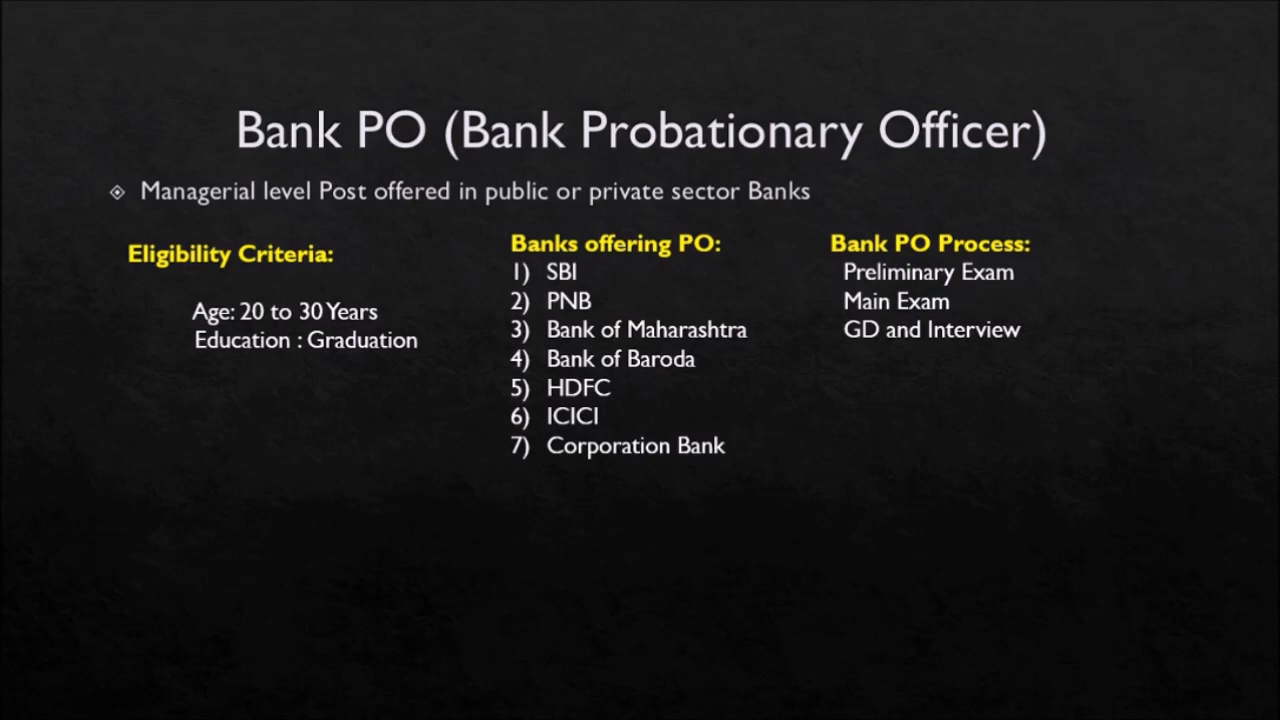 Bank PO (Bank Probationary Officer)
Managerial level Post offered in public or private sector Banks
Eligibility Criteria:
Age: 20 to 30 Years
Education : Graduation
Banks offering PO:
1) SBI
2) PNB
3) Bank of Maharashtra
4) Bank of Baroda
5) HDFC
6) ICICI
7) Corporation Bank
Bank PO Process:
Preliminary Exam
Main Exam
GD and Interview